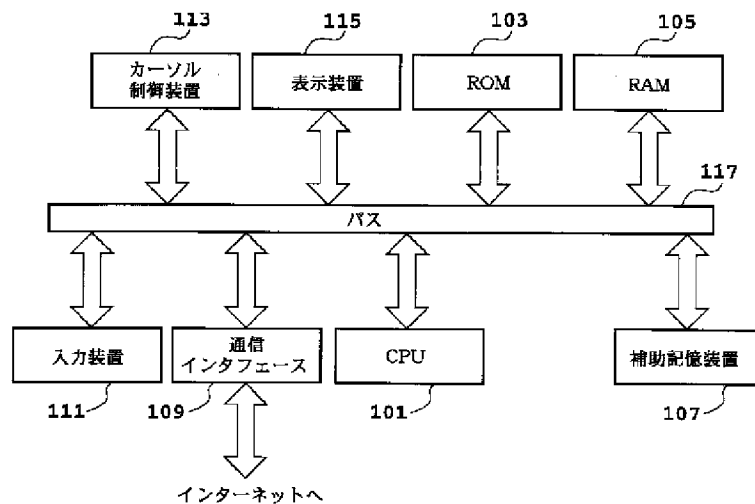 113
115
103
105
カーソル
制御装置
表示装置
ROM
RAM
117
バス
入力装置
通信
インタフェース
CPU
補助記憶装置
111
109
101
107
インターネットへ